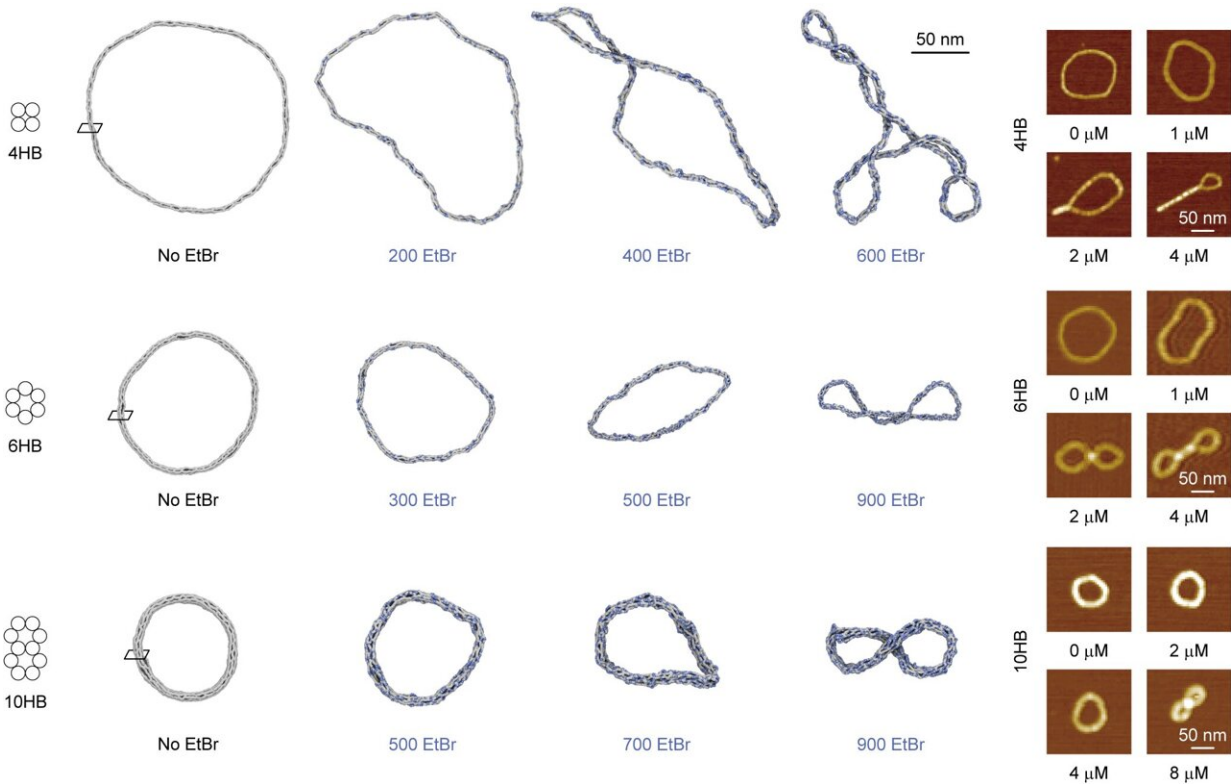 50 nm
4HB
No EtBr
200 EtBr
400 EtBr
600 EtBr
6HB
No EtBr
300 EtBr
500 EtBr
900 EtBr
10HB
No EtBr
500 EtBr
700 EtBr
900 EtBr
4HB
0 μM
1 μM
50 nm
2 μM
4 μM
6HB
0 μM
1 μM
50 nm
2 μM
4 μM
10HB
0 μM
2 μM
50 nm
4 μM
8 μM